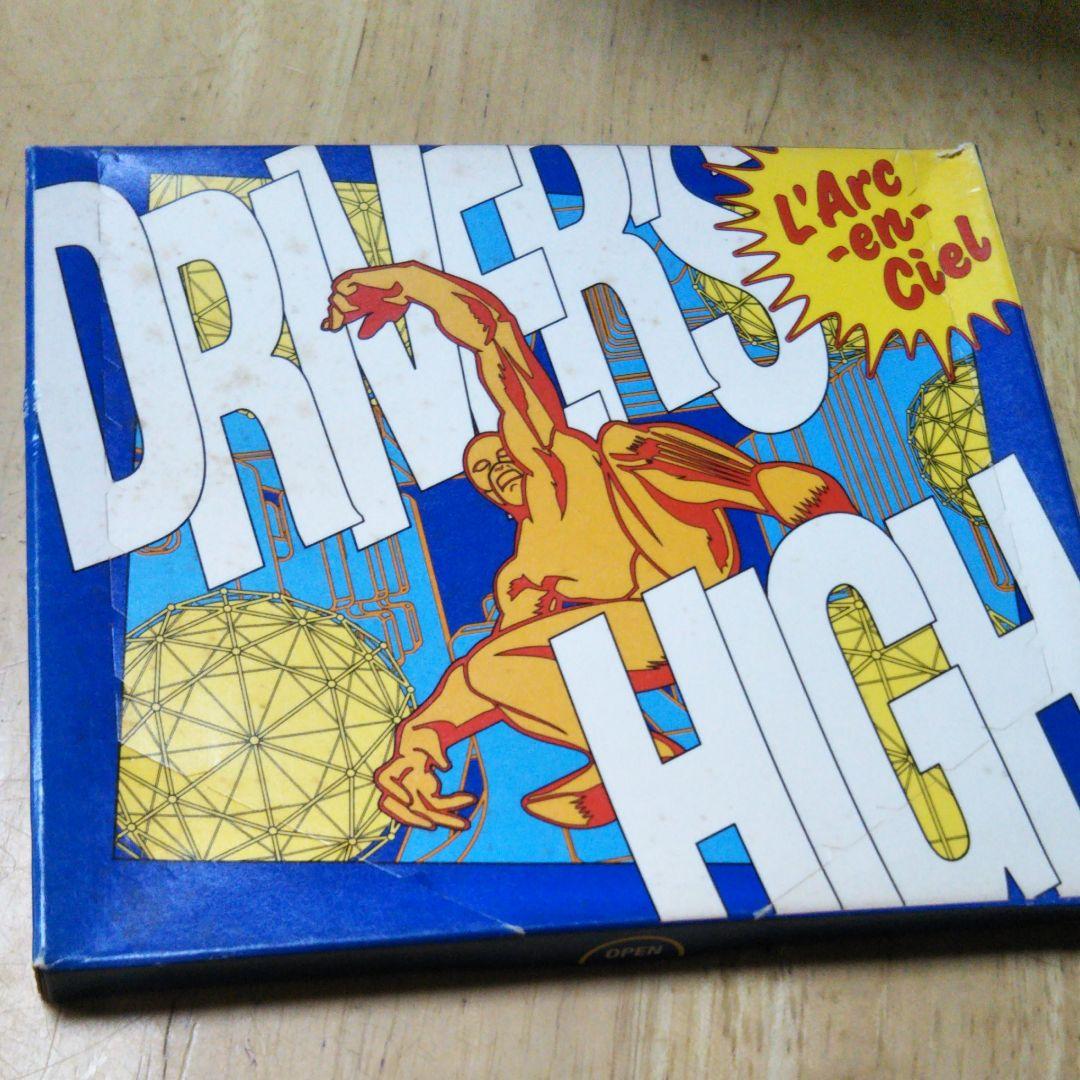 DRIVER'S
HIGH
L'Arc
-en-
Ciel
OPEN